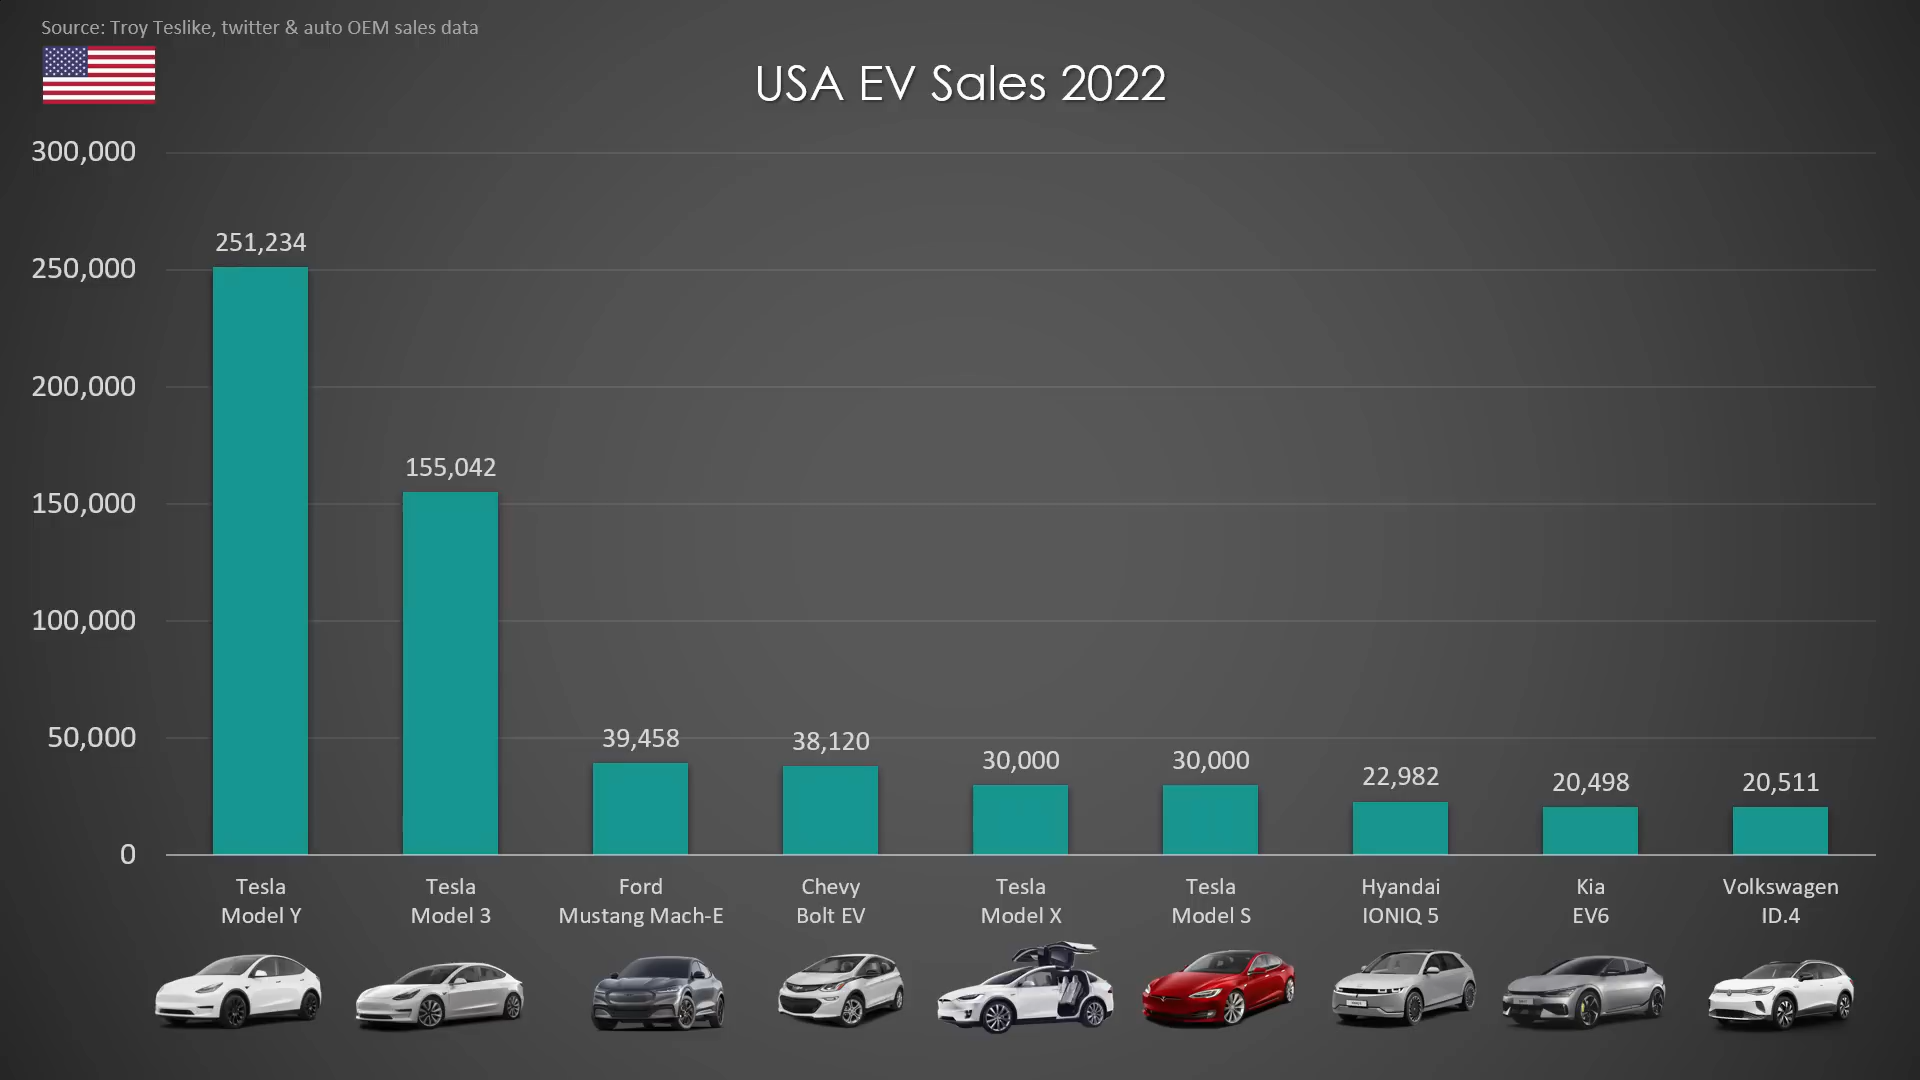 Source: Troy Teslike, twitter & auto OEM sales data
USA EV Sales 2022
300,000
250,000
200,000
150,000
100,000
50,000
0
251,234
155,042
39,458
38,120
30,000
30,000
22,982
20,498
20,511
Tesla
Model Y
Tesla
Model 3
Ford
Mustang Mach-E
Chevy
Bolt EV
Tesla
Model X
Tesla
Model S
Hyandai
IONIQ 5
Kia
EV6
Volkswagen
ID.4